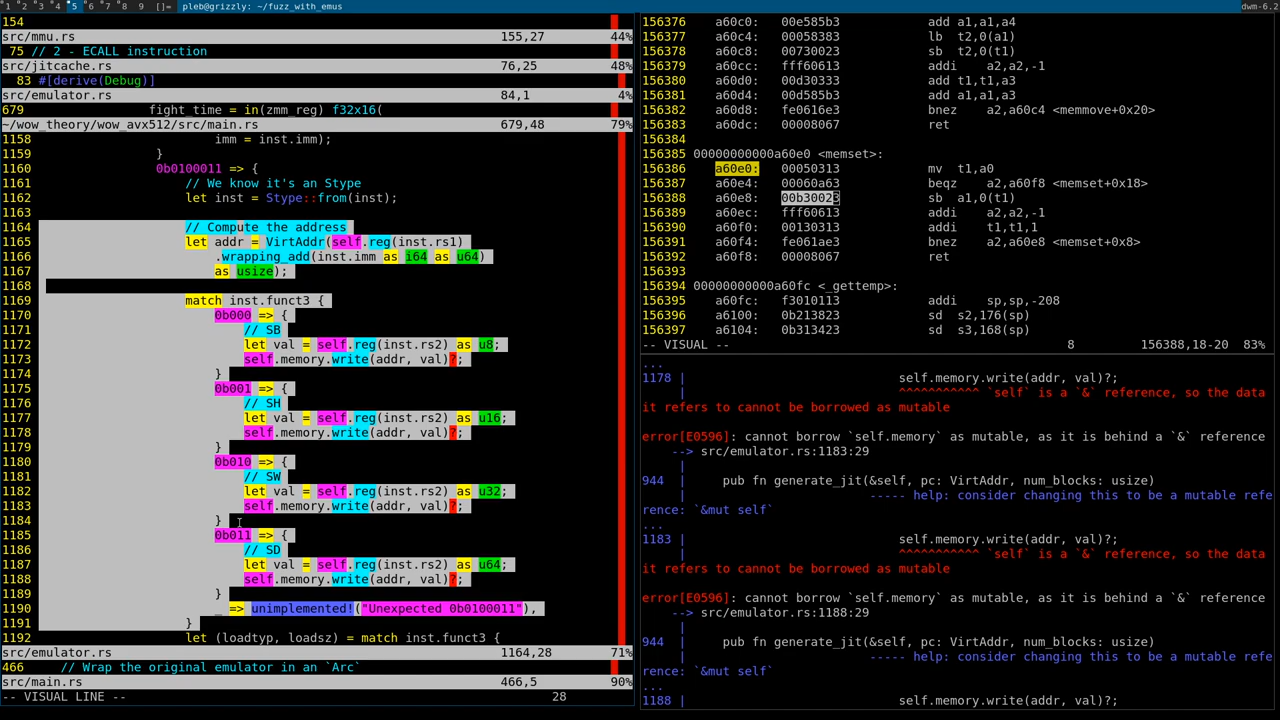 1 2 3 4 5 6 7 8 9 []= pleb@grizzly: ~/fuzz_with_emus dwm-6.2
154
src/mmu.rs 155,27 44%
75 // 2 - ECALL instruction
src/jitcache.rs 76,25 48%
83 #[derive(Debug)]
src/emulator.rs 84,1 4%
679 fight_time = in(zmm_reg) f32x16(
~/wow_theory/wow_avx512/src/main.rs 679,48 79%
1158 imm = inst.imm);
1159 }
1160 0b0100011 => {
1161 // We know it's an Stype
1162 let inst = Stype::from(inst);
1163
1164 // Compute the address
1165 let addr = VirtAddr(self.reg(inst.rs1)
1166 .wrapping_add(inst.imm as i64 as u64)
1167 as usize);
1168
1169 match inst.funct3 {
1170 0b000 => {
1171 // SB
1172 let val = self.reg(inst.rs2) as u8;
1173 self.memory.write(addr, val)?;
1174 }
1175 0b001 => {
1176 // SH
1177 let val = self.reg(inst.rs2) as u16;
1178 self.memory.write(addr, val)?;
1179 }
1180 0b010 => {
1181 // SW
1182 let val = self.reg(inst.rs2) as u32;
1183 self.memory.write(addr, val)?;
1184 }
1185 0b011 => {
1186 // SD
1187 let val = self.reg(inst.rs2) as u64;
1188 self.memory.write(addr, val)?;
1189 }
1190 _ => unimplemented!("Unexpected 0b0100011"),
1191 }
1192 let (loadtyp, loadsz) = match inst.funct3 {
src/emulator.rs 1164,28 71%
466 // Wrap the original emulator in an `Arc`
src/main.rs 466,5 90%
-- VISUAL LINE -- 28
156376 a60c0: 00e585b3 add a1,a1,a4
156377 a60c4: 00058383 lb t2,0(a1)
156378 a60c8: 00730023 sb t2,0(t1)
156379 a60cc: fff60613 addi a2,a2,-1
156380 a60d0: 00d30333 add t1,t1,a3
156381 a60d4: 00d585b3 add a1,a1,a3
156382 a60d8: fe0616e3 bnez a2,a60c4 <memmove+0x20>
156383 a60dc: 00008067 ret
156384
156385 00000000000a60e0 <memset>:
156386 a60e0: 00050313 mv t1,a0
156387 a60e4: 00060a63 beqz a2,a60f8 <memset+0x18>
156388 a60e8: 00b30023 sb a1,0(t1)
156389 a60ec: fff60613 addi a2,a2,-1
156390 a60f0: 00130313 addi t1,t1,1
156391 a60f4: fe061ae3 bnez a2,a60e8 <memset+0x8>
156392 a60f8: 00008067 ret
156393
156394 00000000000a60fc <_gettemp>:
156395 a60fc: f3010113 addi sp,sp,-208
156396 a6100: 0b213823 sd s2,176(sp)
156397 a6104: 0b313423 sd s3,168(sp)
-- VISUAL -- 8 156388,18-20 83%
...
1178 | self.memory.write(addr, val)?;
| ^^^^^^^^^^^ `self` is a `&` reference, so the data
it refers to cannot be borrowed as mutable
error[E0596]: cannot borrow `self.memory` as mutable, as it is behind a `&` reference
--> src/emulator.rs:1183:29
|
944 | pub fn generate_jit(&self, pc: VirtAddr, num_blocks: usize)
| ----- help: consider changing this to be a mutable refe
rence: `&mut self`
...
1183 | self.memory.write(addr, val)?;
| ^^^^^^^^^^^ `self` is a `&` reference, so the data
it refers to cannot be borrowed as mutable
error[E0596]: cannot borrow `self.memory` as mutable, as it is behind a `&` reference
--> src/emulator.rs:1188:29
|
944 | pub fn generate_jit(&self, pc: VirtAddr, num_blocks: usize)
| ----- help: consider changing this to be a mutable refe
rence: `&mut self`
...
1188 | self.memory.write(addr, val)?;